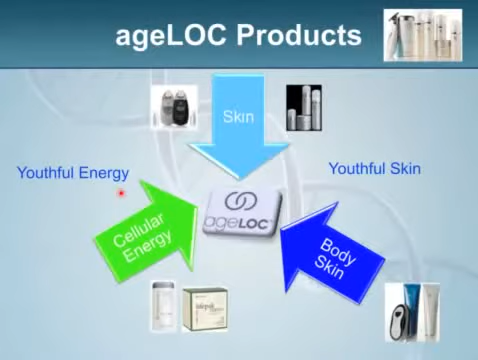 ageLOC Products
Skin
Youthful Energy
Youthful Skin
ageLOC
Cellular
Energy
Body
Skin